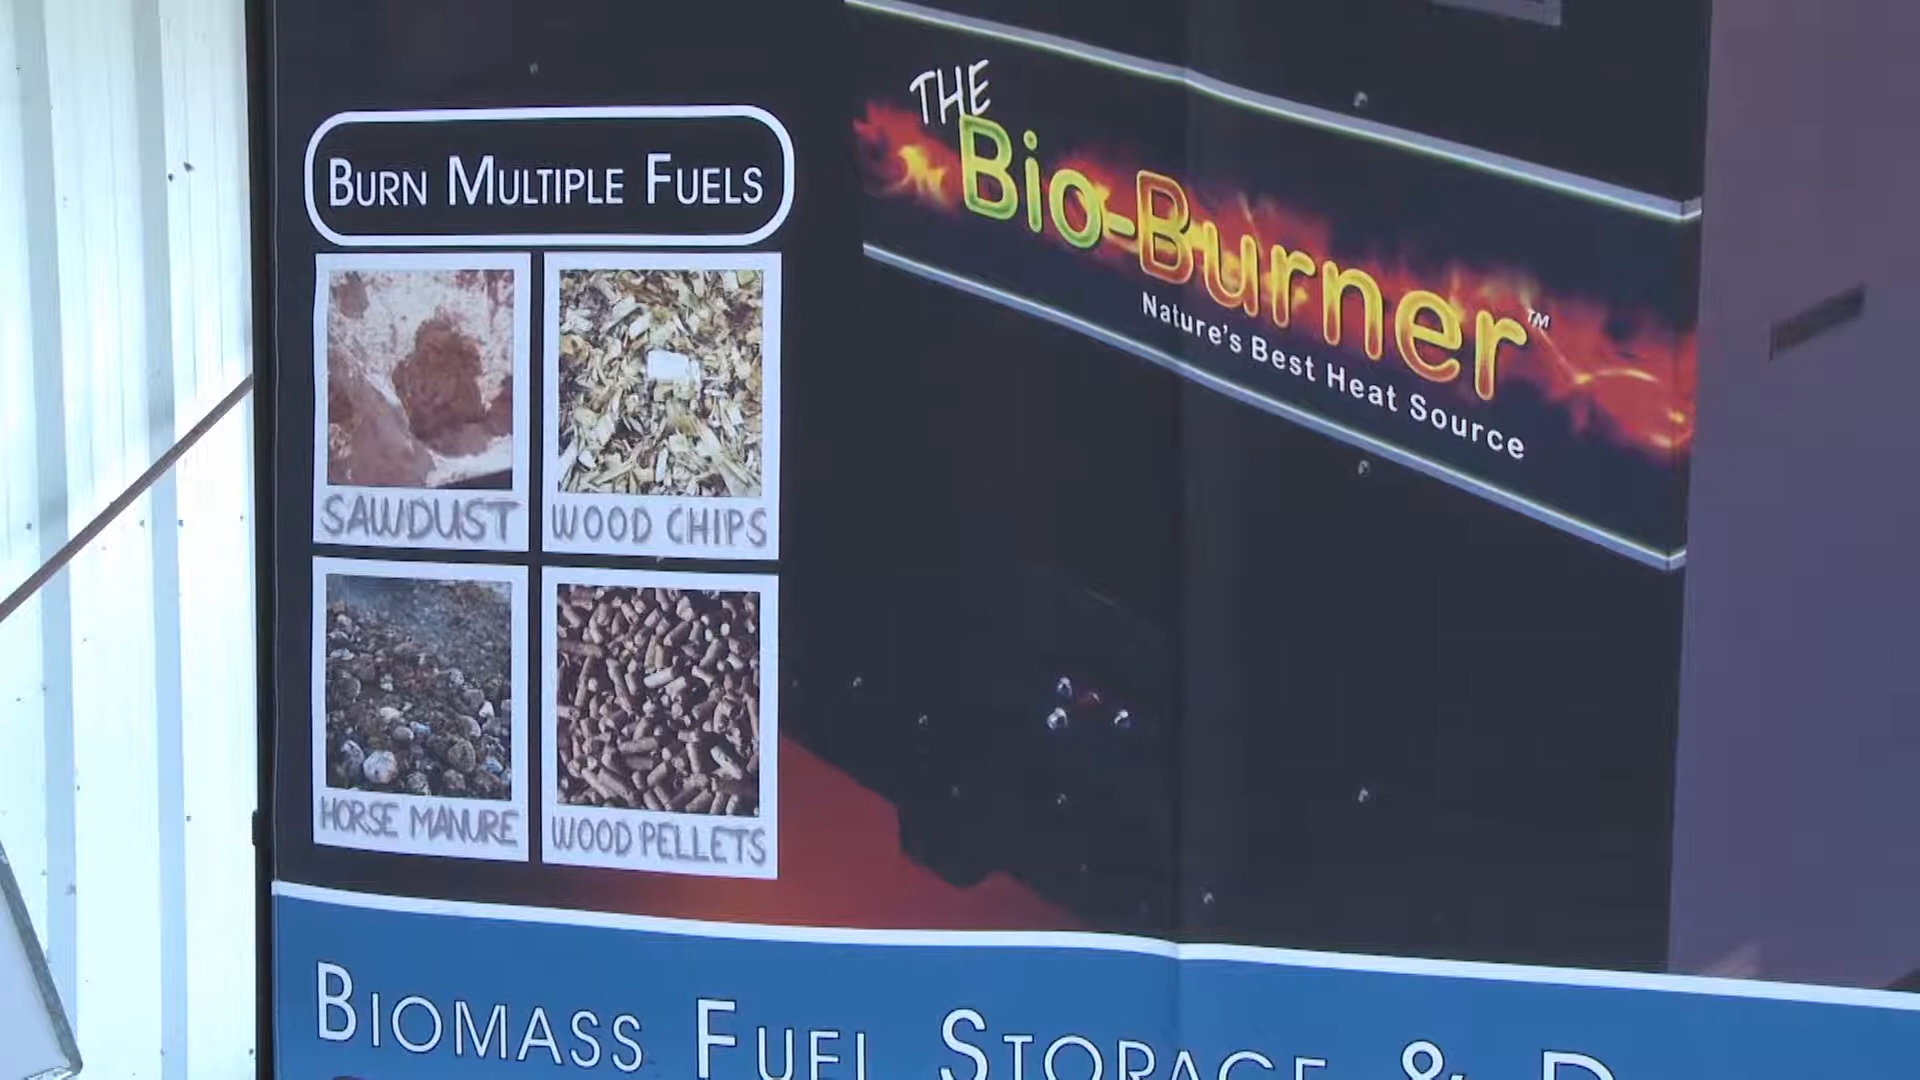 THE
Bio-Burner™
Nature's Best Heat Source
BURN MULTIPLE FUELS
SAWDUST
WOOD CHIPS
HORSE MANURE
WOOD PELLETS
BIOMASS FUEL STORAGE &